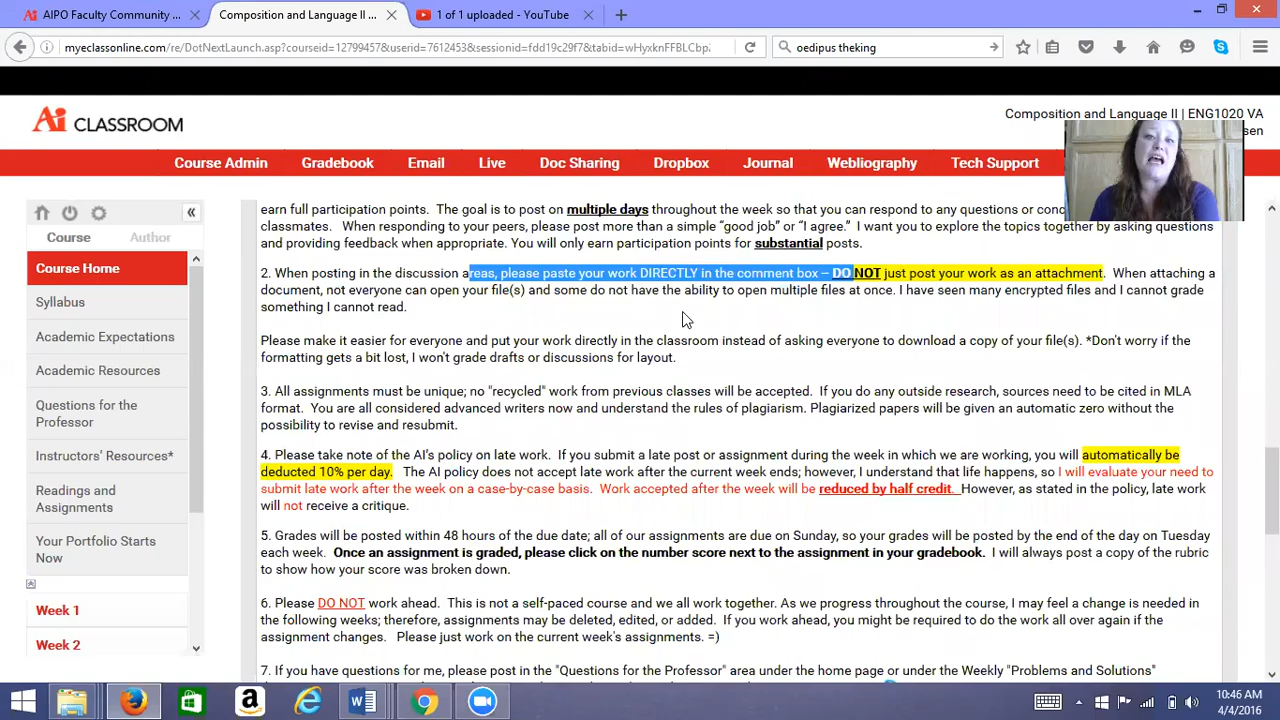 AIPO Faculty Community ...
Composition and Language II ...
1 of 1 uploaded - YouTube
myeclassonline.com/re/DotNextLaunch.asp?courseid=12799457&userid=7612453&sessionid=fdd19c29f7&tabid=wHyxknFFBLCbp
oedipus theking
Ai CLASSROOM
Composition and Language II | ENG1020 VA
sen
Course Admin Gradebook Email Live Doc Sharing Dropbox Journal Webliography Tech Support
Course Author
Course Home
Syllabus
Academic Expectations
Academic Resources
Questions for the
Professor
Instructors' Resources*
Readings and
Assignments
Your Portfolio Starts
Now
Week 1
Week 2
earn full participation points. The goal is to post on multiple days throughout the week so that you can respond to any questions or
classmates. When responding to your peers, please post more than a simple “good job” or “I agree.” I want you to explore the topics together by asking questions
and providing feedback when appropriate. You will only earn participation points for substantial posts.
2. When posting in the discussion areas, please paste your work DIRECTLY in the comment box – DO NOT just post your work as an attachment. When attaching a
document, not everyone can open your file(s) and some do not have the ability to open multiple files at once. I have seen many encrypted files and I cannot grade
something I cannot read.
Please make it easier for everyone and put your work directly in the classroom instead of asking everyone to download a copy of your file(s). *Don't worry if the
formatting gets a bit lost, I won't grade drafts or discussions for layout.
3. All assignments must be unique; no "recycled" work from previous classes will be accepted. If you do any outside research, sources need to be cited in MLA
format. You are all considered advanced writers now and understand the rules of plagiarism. Plagiarized papers will be given an automatic zero without the
possibility to revise and resubmit.
4. Please take note of the AI's policy on late work. If you submit a late post or assignment during the week in which we are working, you will automatically be
deducted 10% per day. The AI policy does not accept late work after the current week ends; however, I understand that life happens, so I will evaluate your need to
submit late work after the week on a case-by-case basis. Work accepted after the week will be reduced by half credit. However, as stated in the policy, late work
will not receive a critique.
5. Grades will be posted within 48 hours of the due date; all of our assignments are due on Sunday, so your grades will be posted by the end of the day on Tuesday
each week. Once an assignment is graded, please click on the number score next to the assignment in your gradebook. I will always post a copy of the rubric
to show how your score was broken down.
6. Please DO NOT work ahead. This is not a self-paced course and we all work together. As we progress throughout the course, I may feel a change is needed in
the following weeks; therefore, assignments may be deleted, edited, or added. If you work ahead, you might be required to do the work all over again if the
assignment changes. Please just work on the current week's assignments. =)
7. If you have questions for me, please post in the "Questions for the Professor" area under the home page or under the Weekly "Problems and Solutions"
10:46 AM
4/4/2016